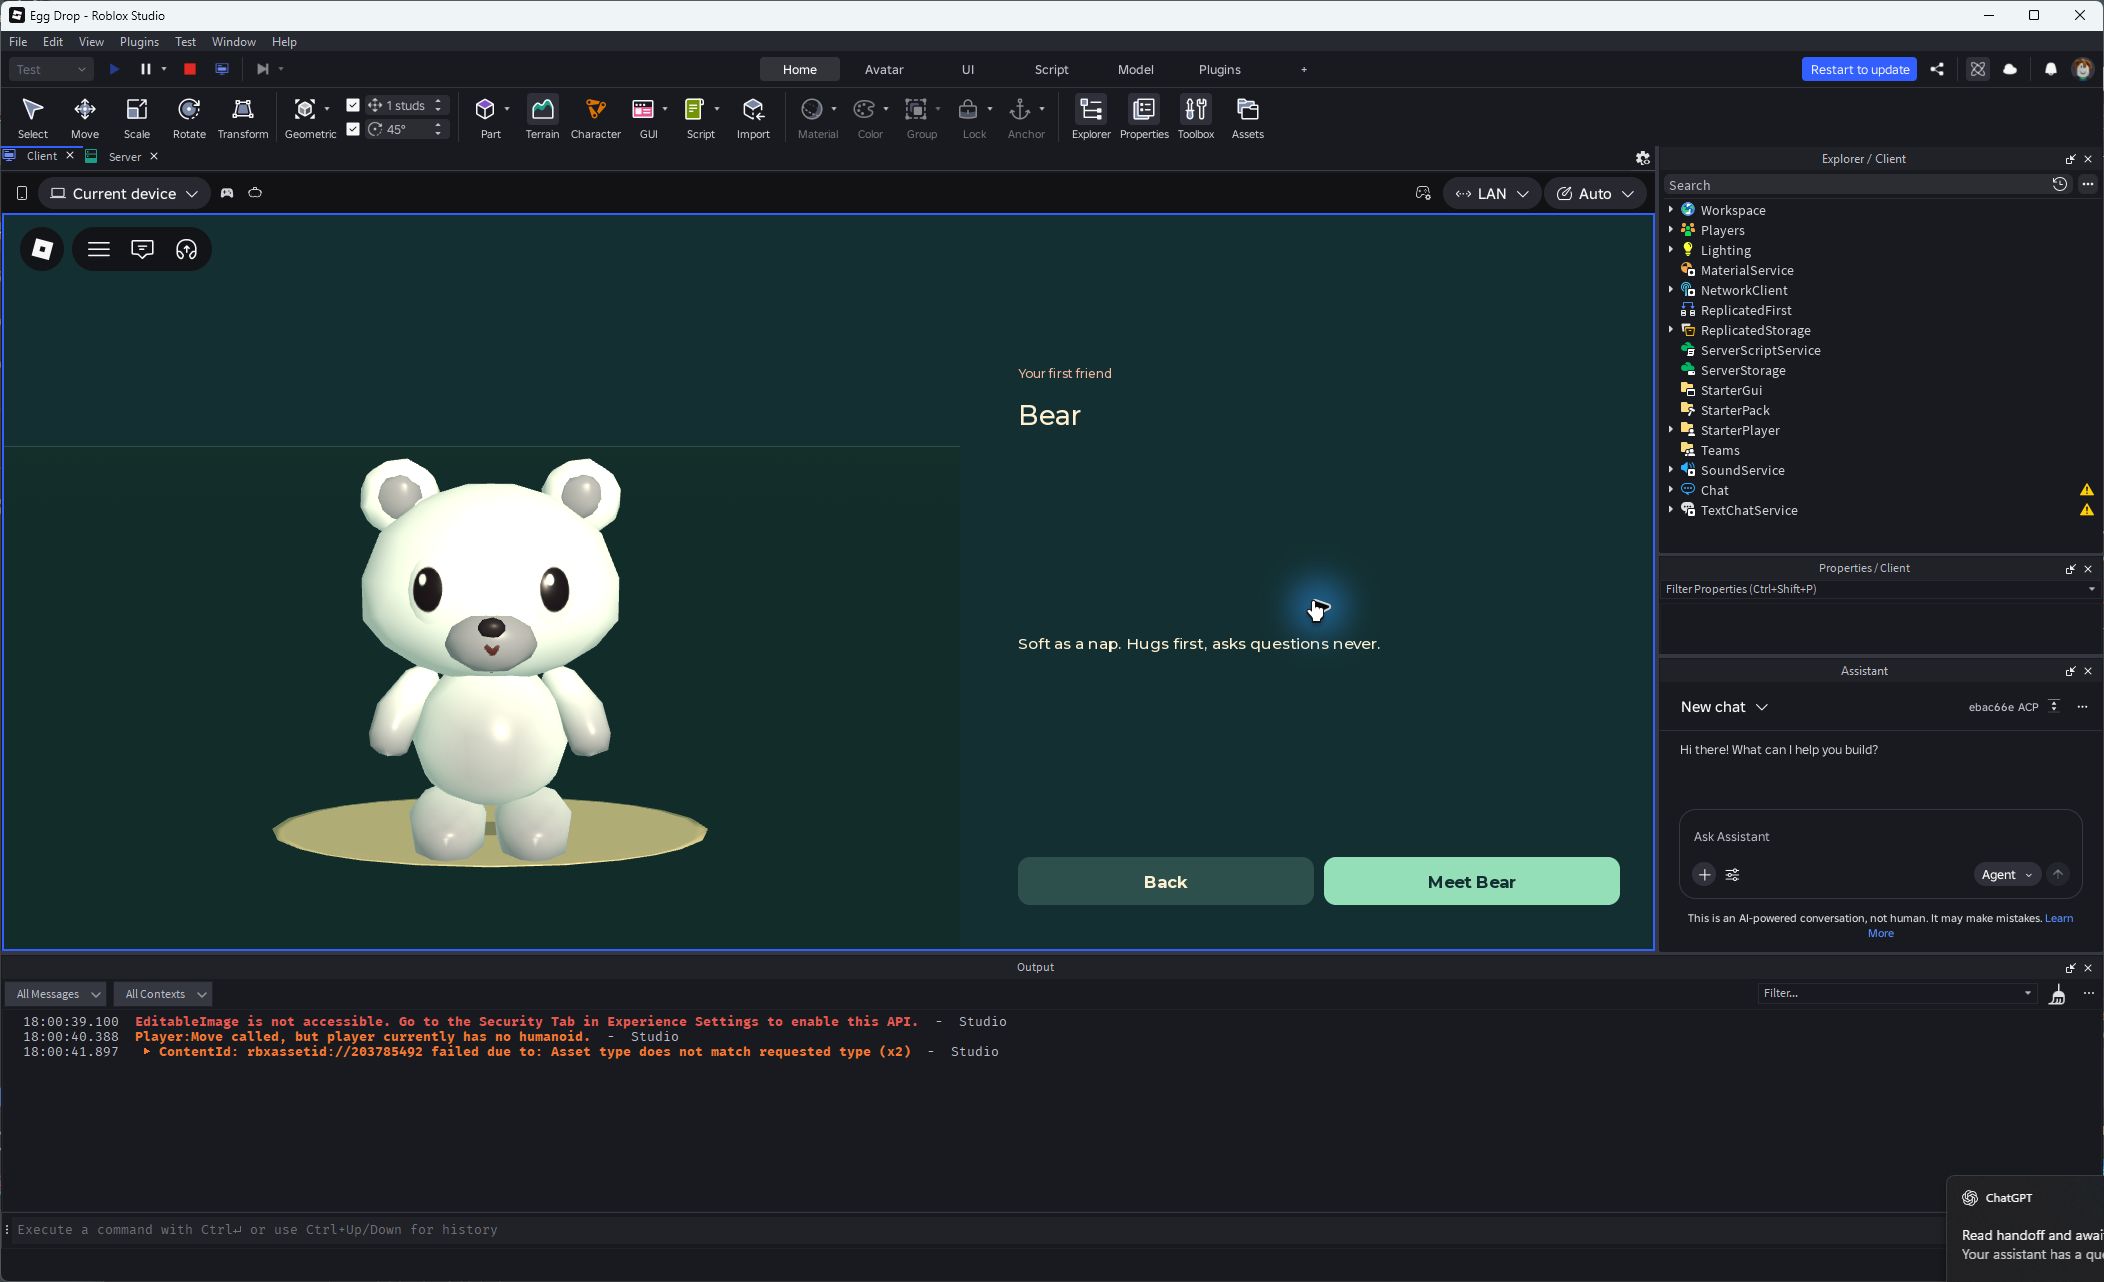 Egg Drop - Roblox Studio
File Edit View Plugins Test Window Help
Test
Home Avatar UI Script Model Plugins +
Restart to update
1 studs
45°
Select Move Scale Rotate Transform Geometric Part Terrain Character GUI Script Import Material Color Group Lock Anchor Explorer Properties Toolbox Assets
Client Server
Current device
LAN Auto
Your first friend
Bear
Soft as a nap. Hugs first, asks questions never.
Back Meet Bear
Explorer / Client
Search
Workspace
Players
Lighting
MaterialService
NetworkClient
ReplicatedFirst
ReplicatedStorage
ServerScriptService
ServerStorage
StarterGui
StarterPack
StarterPlayer
Teams
SoundService
Chat
TextChatService
Properties / Client
Filter Properties (Ctrl+Shift+P)
Assistant
New chat ebac66e ACP
Hi there! What can I help you build?
Ask Assistant
Agent
This is an AI-powered conversation, not human. It may make mistakes. Learn
More
Output
All Messages All Contexts Filter...
18:00:39.100 EditableImage is not accessible. Go to the Security Tab in Experience Settings to enable this API. - Studio
18:00:40.388 Player:Move called, but player currently has no humanoid. - Studio
18:00:41.897 ContentId: rbxassetid://203785492 failed due to: Asset type does not match requested type (x2) - Studio
Execute a command with Ctrl↵ or use Ctrl+Up/Down for history
ChatGPT
Read handoff and awai
Your assistant has a que